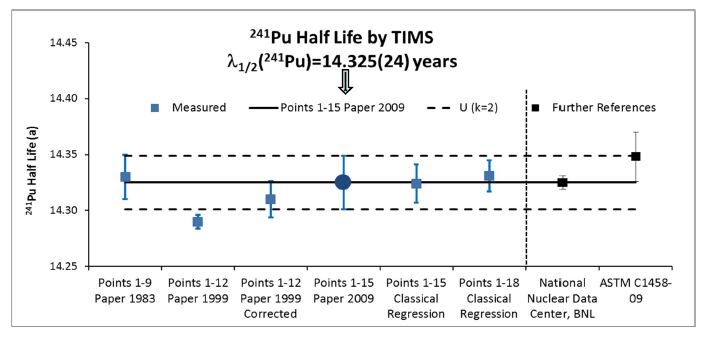 ²⁴¹Pu Half Life by TIMS
λ₁/₂(²⁴¹Pu)=14.325(24) years
Measured
Points 1-15 Paper 2009
U (k=2)
Further References
²⁴¹Pu Half Life (a)
14.45
14.40
14.35
14.30
14.25
Points 1-9
Paper 1983
Points 1-12
Paper 1999
Points 1-12
Paper 1999
Corrected
Points 1-15
Paper 2009
Points 1-15
Classical
Regression
Points 1-18
Classical
Regression
National
Nuclear Data
Center, BNL
ASTM C1458-
09